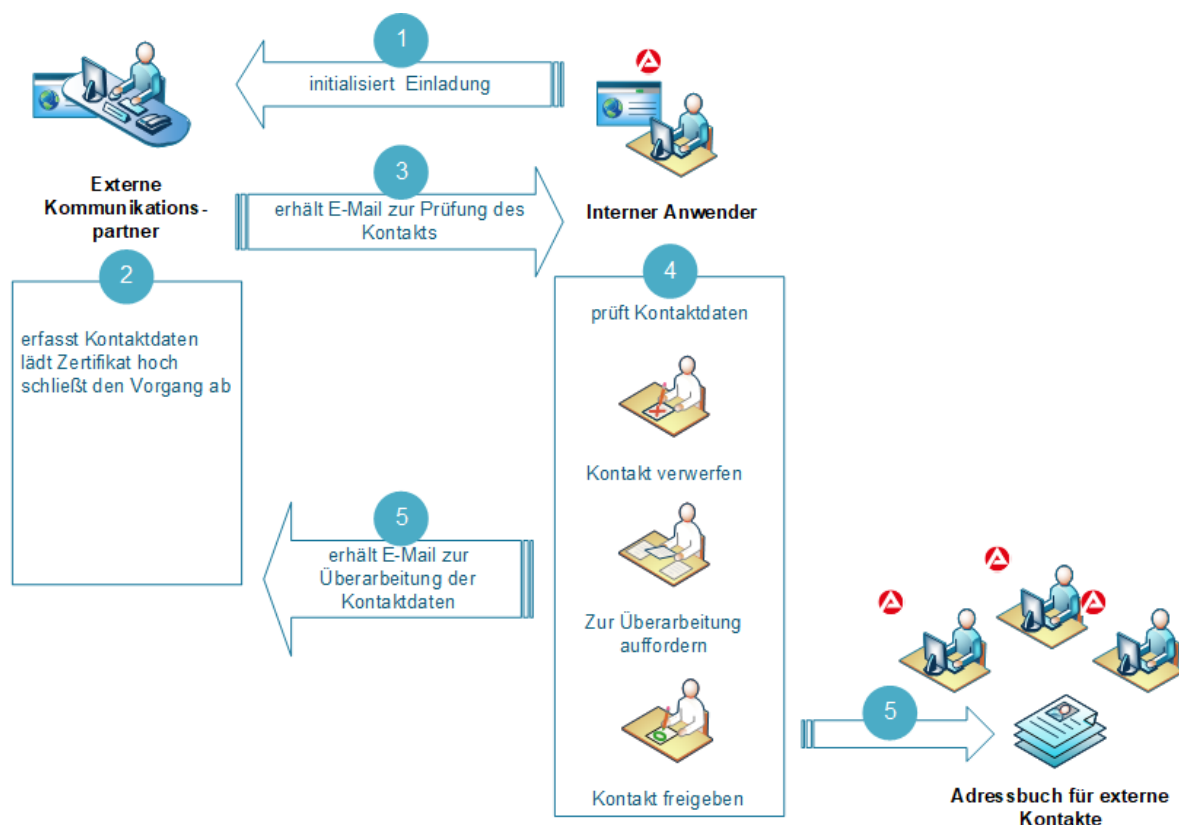 1
initialisiert Einladung
Externe
Kommunikations-
partner
3
erhält E-Mail zur Prüfung des
Kontakts
Interner Anwender
2
erfasst Kontaktdaten
lädt Zertifikat hoch
schließt den Vorgang ab
4
prüft Kontaktdaten
Kontakt verwerfen
5
erhält E-Mail zur
Überarbeitung der
Kontaktdaten
Zur Überarbeitung
auffordern
Kontakt freigeben
5
Adressbuch für externe
Kontakte